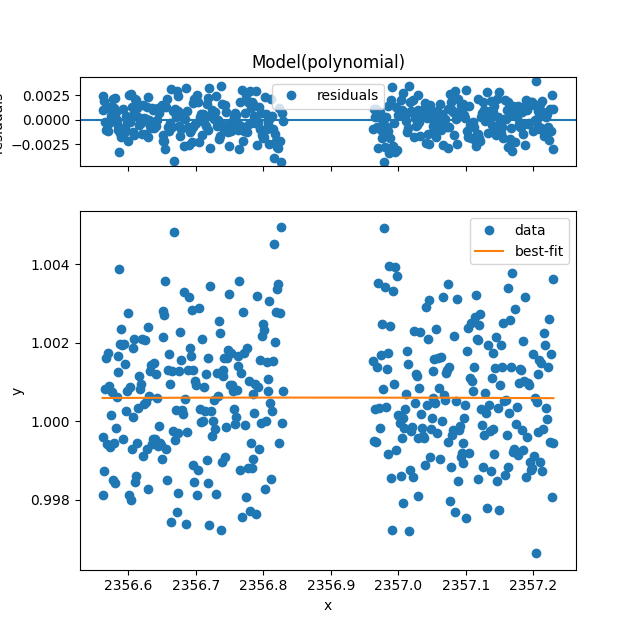 Model(polynomial)
residuals
0.0025
0.0000
−0.0025
residuals
1.004
1.002
1.000
0.998
y
data
best-fit
2356.6 2356.7 2356.8 2356.9 2357.0 2357.1 2357.2
x